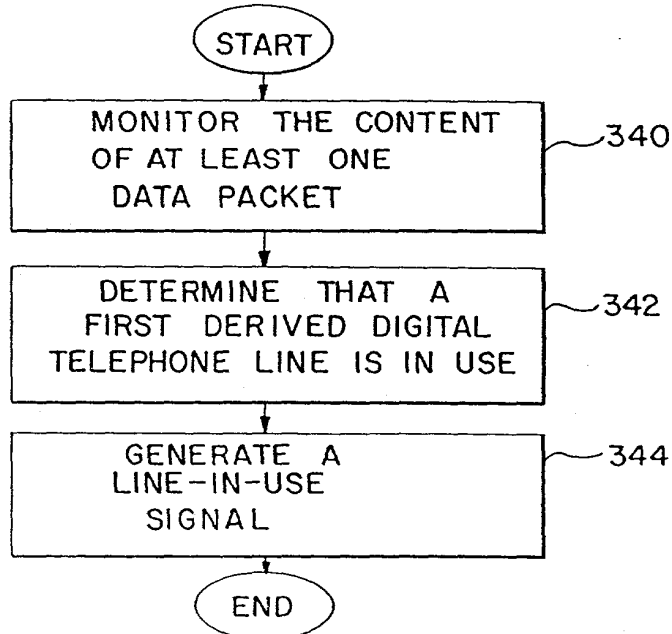 START
MONITOR THE CONTENT
OF AT LEAST ONE
DATA PACKET
340
DETERMINE THAT A
FIRST DERIVED DIGITAL
TELEPHONE LINE IS IN USE
342
GENERATE A
LINE-IN-USE
SIGNAL
344
END